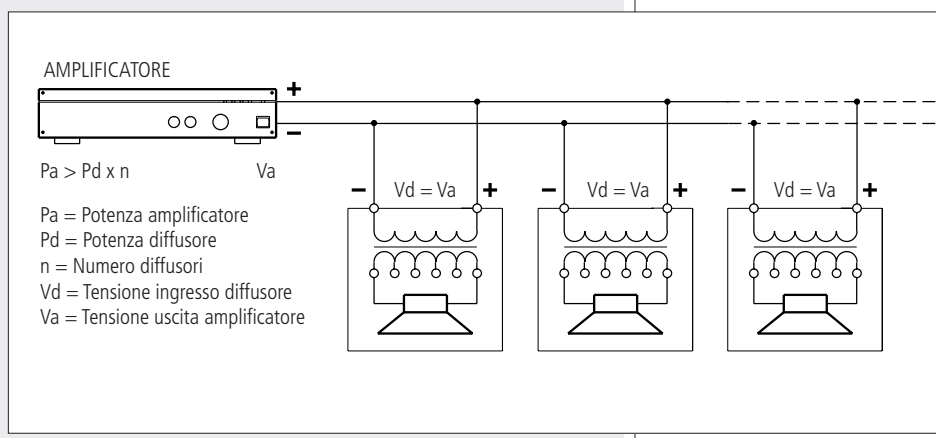 AMPLIFICATORE
+
−
Pa > Pd x n
Va
− Vd = Va +
− Vd = Va +
− Vd = Va +
Pa = Potenza amplificatore
Pd = Potenza diffusore
n = Numero diffusori
Vd = Tensione ingresso diffusore
Va = Tensione uscita amplificatore